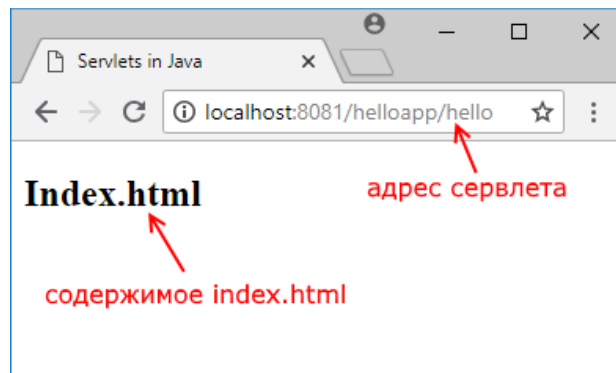 Servlets in Java
localhost:8081/helloapp/hello
Index.html
адрес сервлета
содержимое index.html